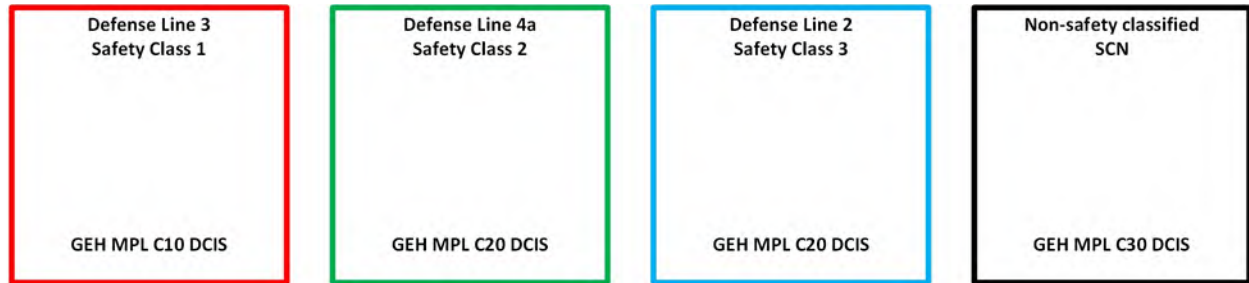 Defense Line 3
Safety Class 1
GEH MPL C10 DCIS
Defense Line 4a
Safety Class 2
GEH MPL C20 DCIS
Defense Line 2
Safety Class 3
GEH MPL C20 DCIS
Non-safety classified
SCN
GEH MPL C30 DCIS